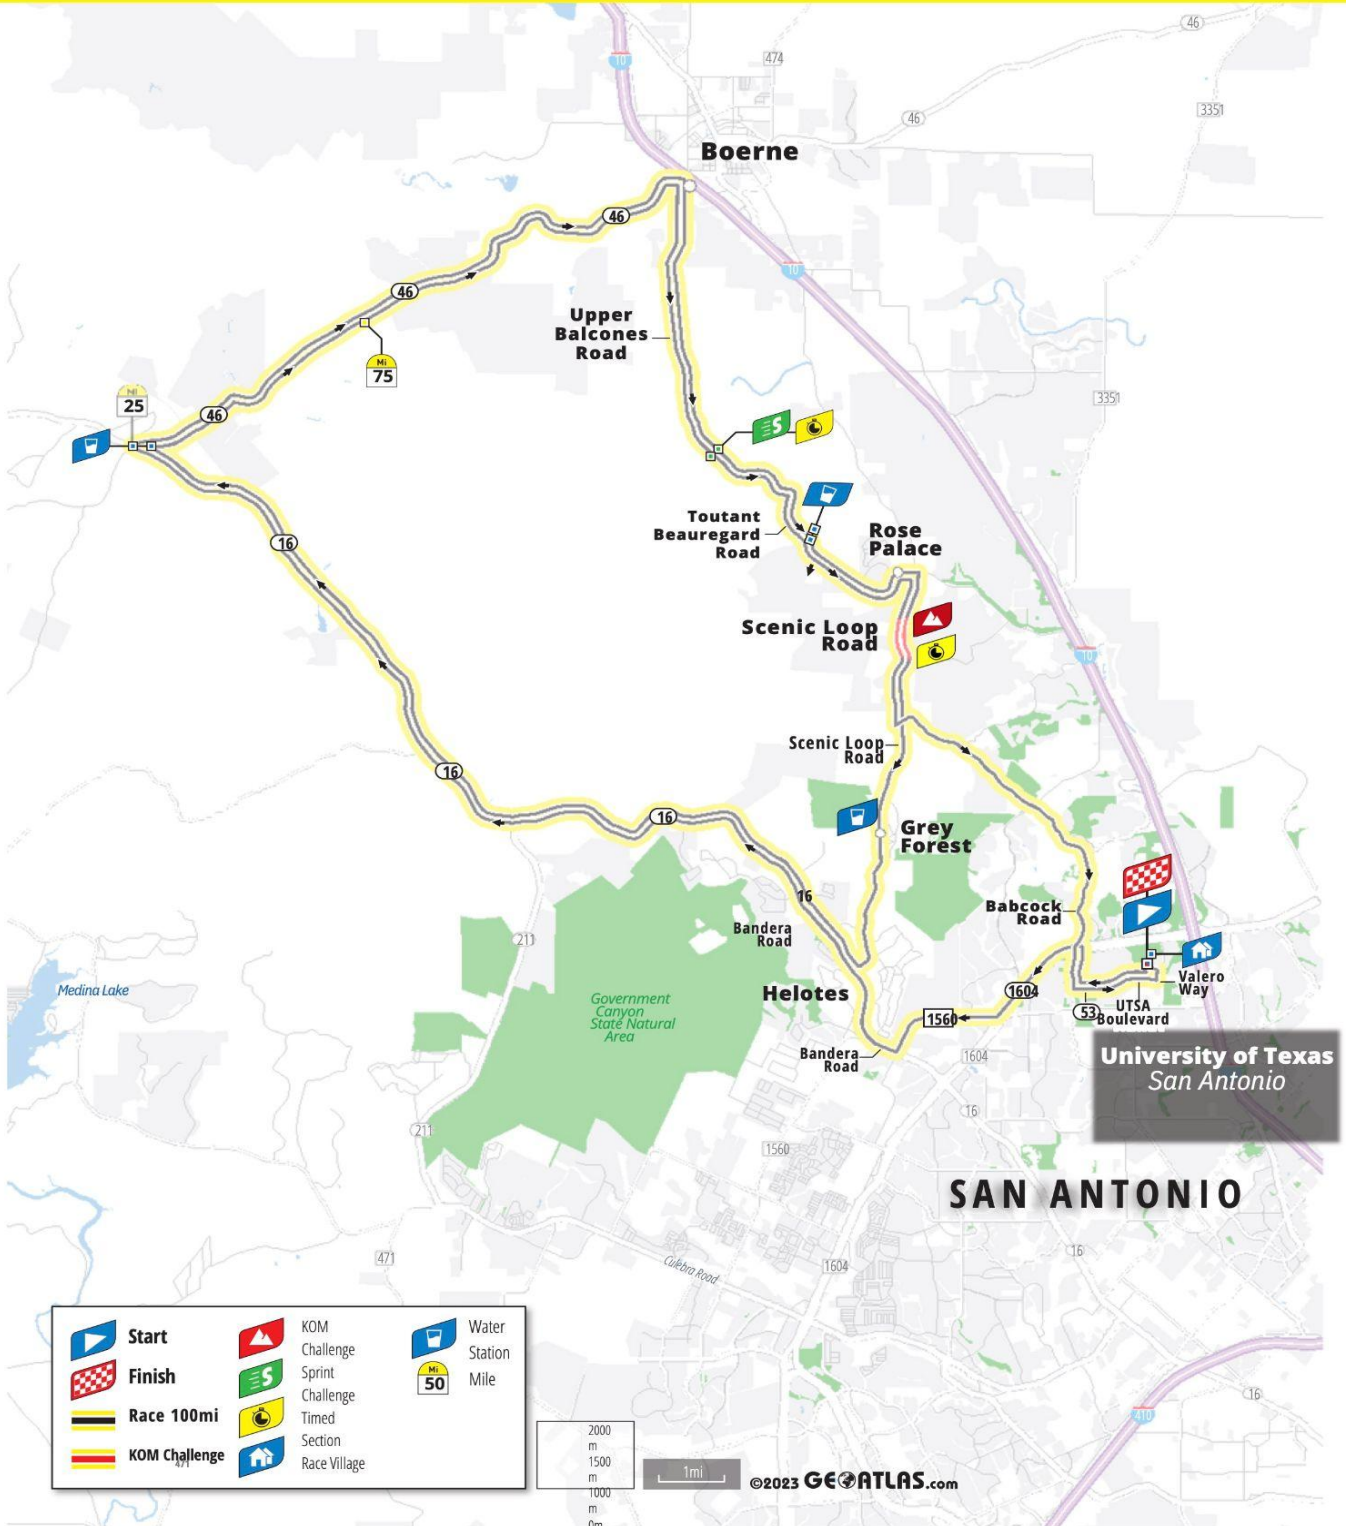 10
474
46
3351
46
Boerne
46
10
46
Upper
Balcones
Road
Mi
75
MI
25
46
3351
S
Toutant
Beauregard
Road
Rose
Palace
16
Scenic Loop
Road
10
Scenic Loop
Road
16
16
Grey
Forest
16
Babcock
Road
Bandera
Road
211
Medina Lake
Helotes
1604
Valero
Way
Government
Canyon
State Natural
Area
1560
53
UTSA
Boulevard
Bandera
Road
1604
University of Texas
San Antonio
16
211
1560
SAN ANTONIO
16
471
Culebra Road
1604
Start
Finish
Race 100mi
KOM Challenge
471
KOM
Challenge
S
Sprint
Challenge
Timed
Section
Race Village
Water
Station
Mi
50
Mile
16
410
2000
m
1500
m
1000
m
0m
1mi
©2023 GEOATLAS.com